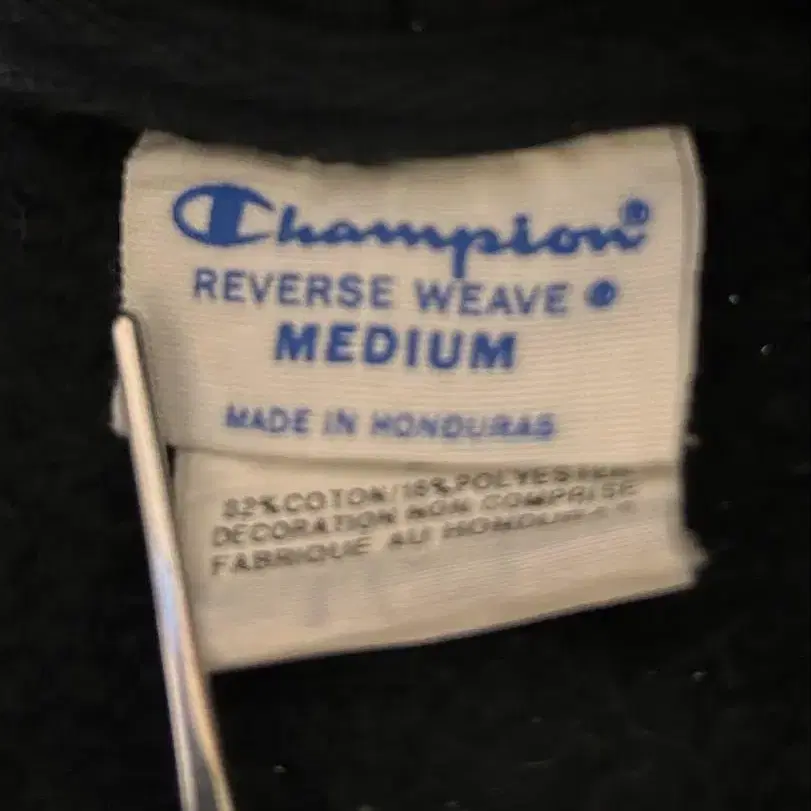 Champion®
REVERSE WEAVE ®
MEDIUM
MADE IN HONDURAS
82%COTON/18%POLYESTER
DECORATION NON COMPRISE
FABRIQUE AU HONDURAS